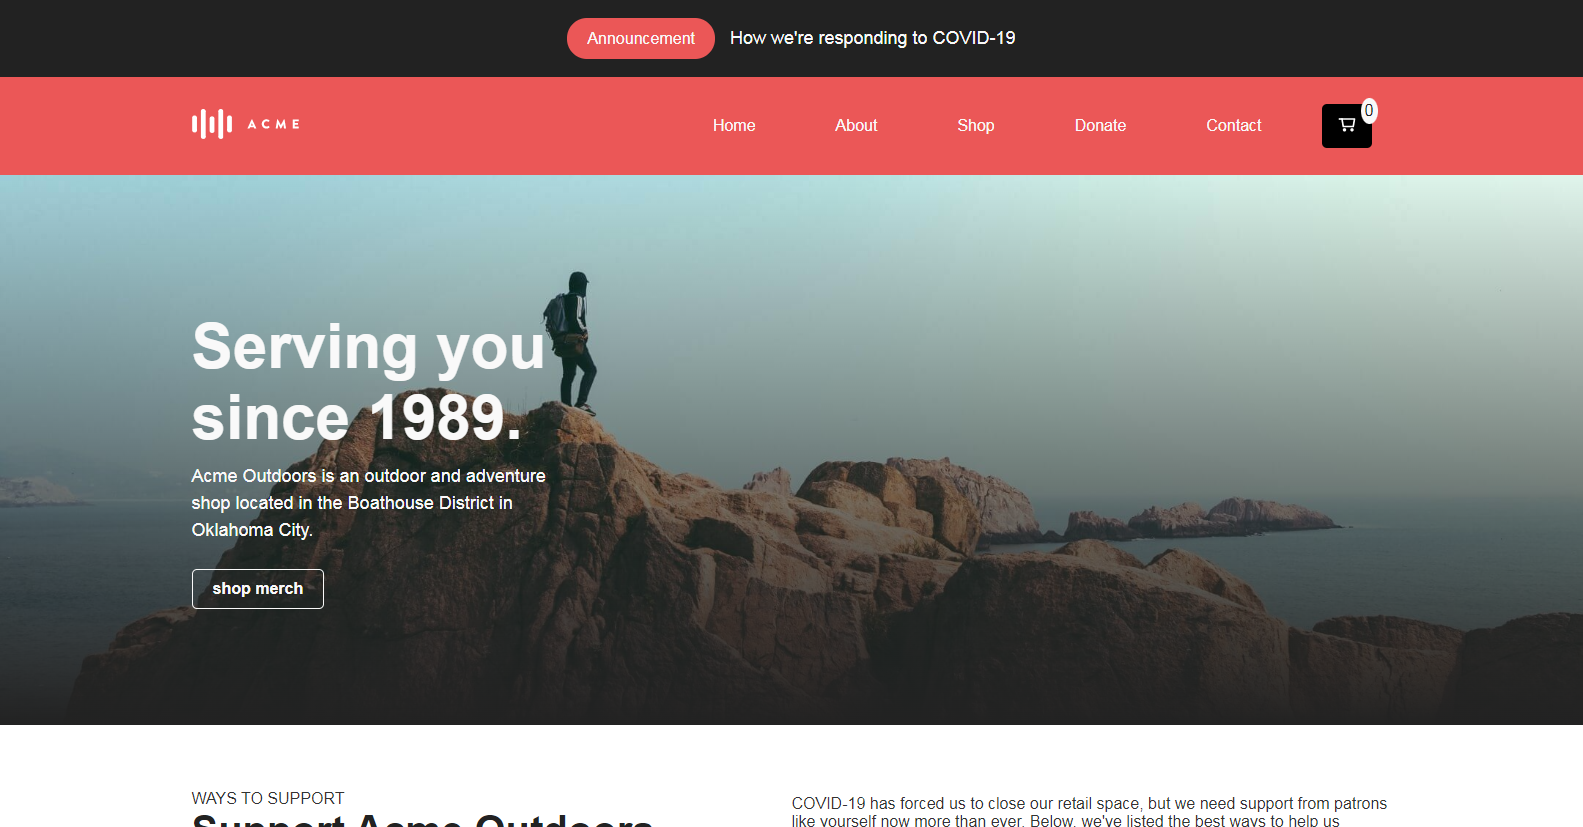 Announcement How we're responding to COVID-19
ACME Home About Shop Donate Contact 0
Serving you
since 1989.
Acme Outdoors is an outdoor and adventure
shop located in the Boathouse District in
Oklahoma City.
shop merch
WAYS TO SUPPORT
Support Acme Outdoors
COVID-19 has forced us to close our retail space, but we need support from patrons
like yourself now more than ever. Below, we've listed the best ways to help us